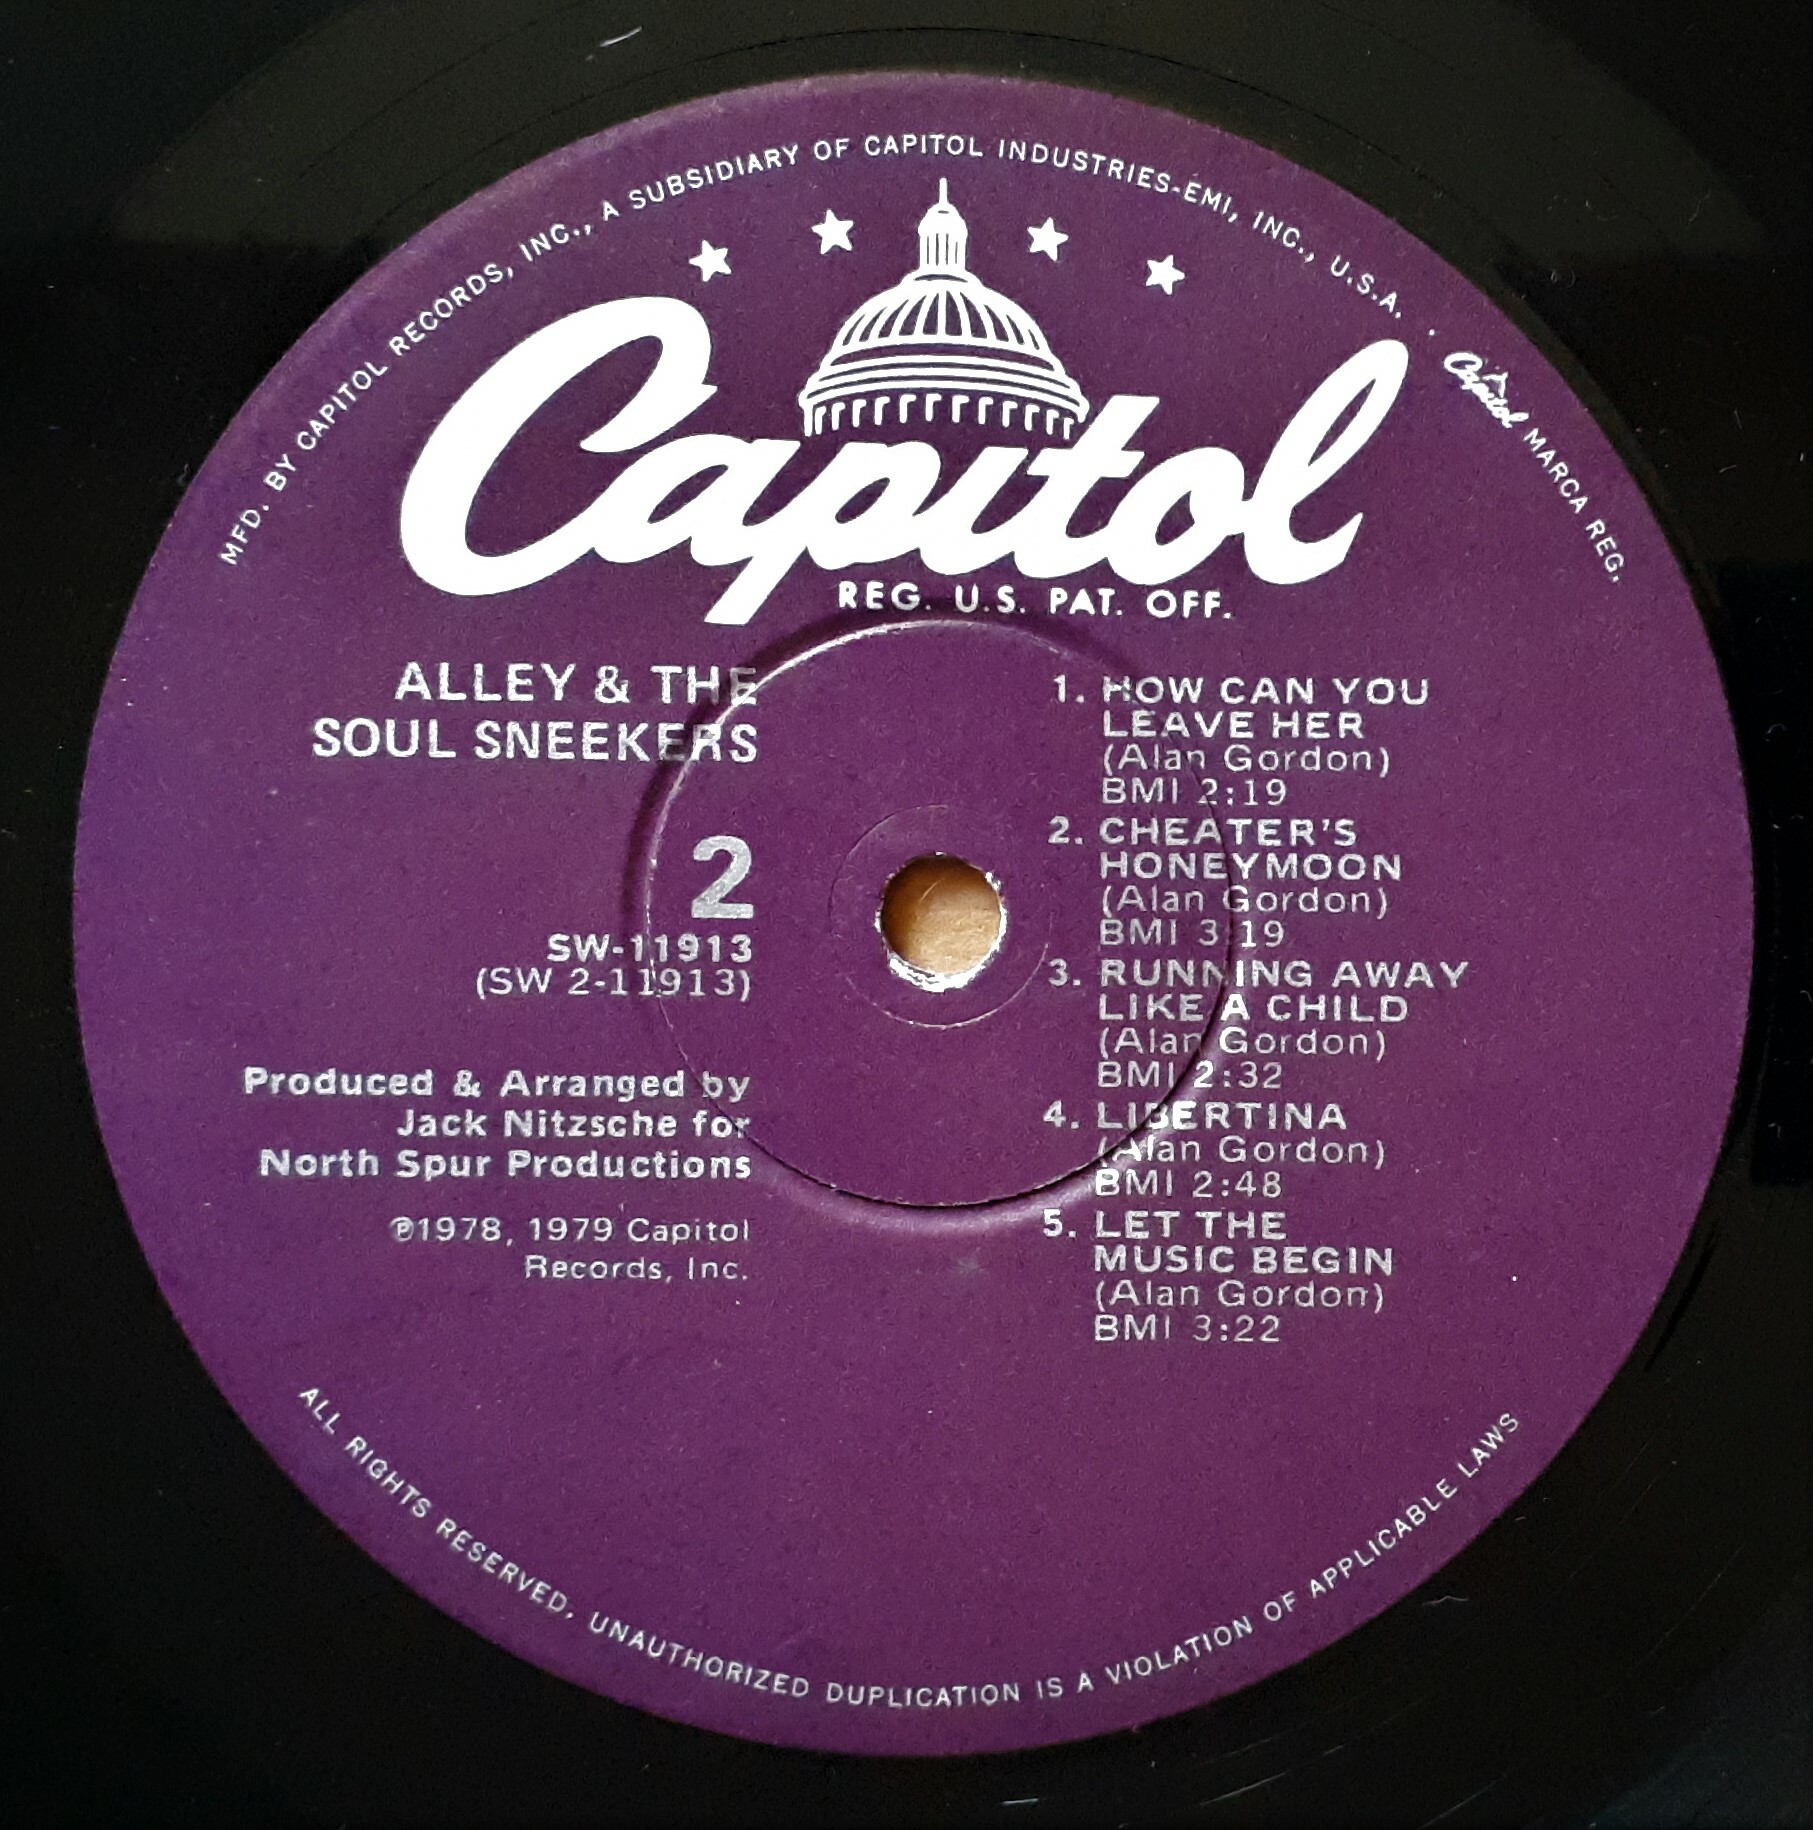 MFD. BY CAPITOL RECORDS, INC., A SUBSIDIARY OF CAPITOL INDUSTRIES-EMI, INC., U.S.A. · Capitol MARCA REG.
Capitol
REG. U.S. PAT. OFF.
ALLEY & THE
SOUL SNEEKERS
2
SW-11913
(SW 2-11913)
Produced & Arranged by
Jack Nitzsche for
North Spur Productions
℗1978, 1979 Capitol
Records, Inc.
1. HOW CAN YOU
LEAVE HER
(Alan Gordon)
BMI 2:19
2. CHEATER'S
HONEYMOON
(Alan Gordon)
BMI 3:19
3. RUNNING AWAY
LIKE A CHILD
(Alan Gordon)
BMI 2:32
4. LIBERTINA
(Alan Gordon)
BMI 2:48
5. LET THE
MUSIC BEGIN
(Alan Gordon)
BMI 3:22
ALL RIGHTS RESERVED. UNAUTHORIZED DUPLICATION IS A VIOLATION OF APPLICABLE LAWS